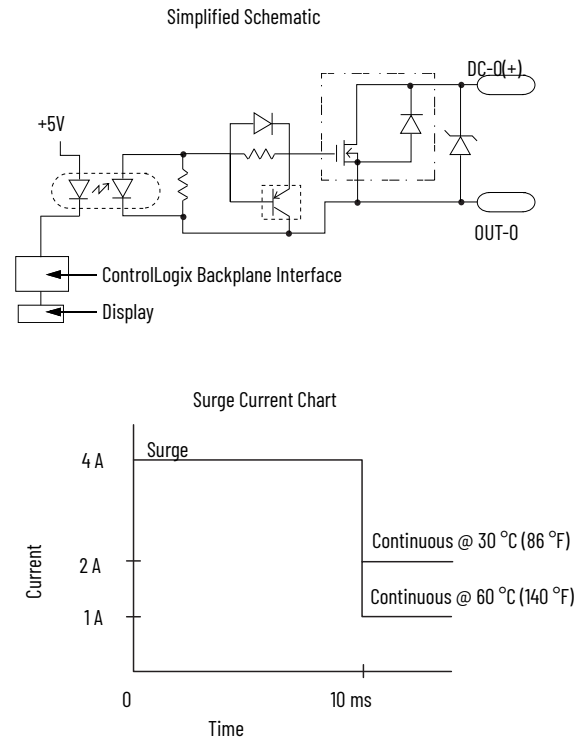 Simplified Schematic
DC-0(+)
+5V
OUT-0
ControlLogix Backplane Interface
Display
Surge Current Chart
4 A
Surge
Continuous @ 30 °C (86 °F)
2 A
Continuous @ 60 °C (140 °F)
1 A
Current
0
10 ms
Time